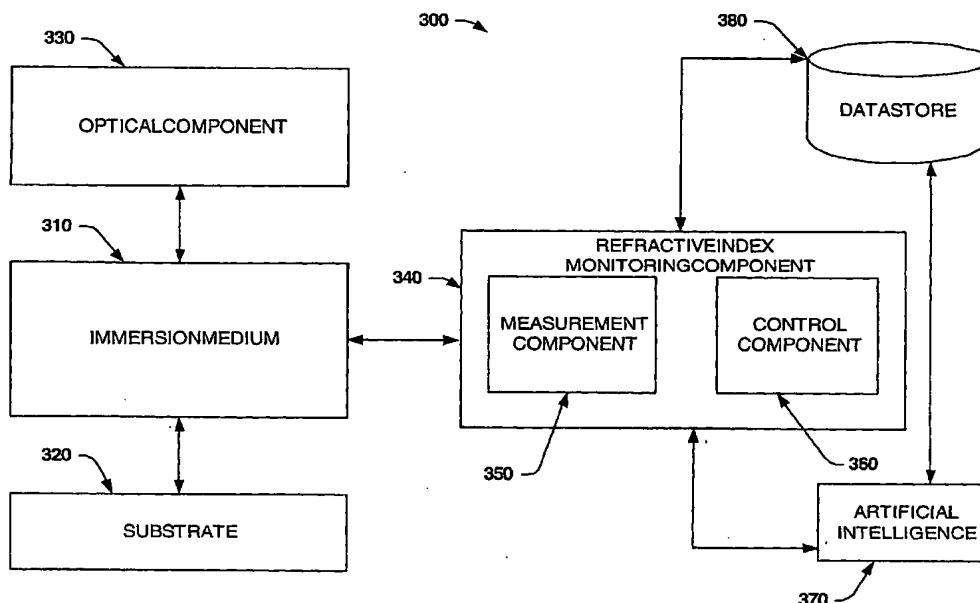 300
330
380
OPTICALCOMPONENT
DATASTORE
310
REFRACTIVEINDEX
MONITORINGCOMPONENT
340
IMMERSIONMEDIUM
MEASUREMENT
COMPONENT
CONTROL
COMPONENT
320
350
360
SUBSTRATE
ARTIFICIAL
INTELLIGENCE
370